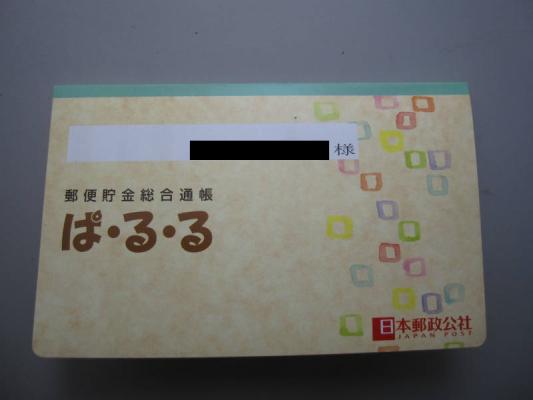 様
郵便貯金総合通帳
ぱ・る・る
日本郵政公社
JAPAN POST